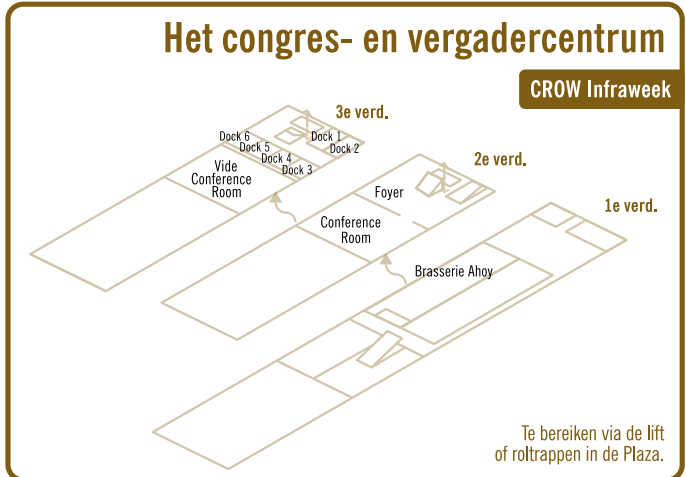 Het congres- en vergadercentrum
CROW Infraweek
3e verd.
Dock 6
Dock 5
Dock 4
Dock 3
Dock 1
Dock 2
Vide
Conference
Room
2e verd.
Foyer
Conference
Room
1e verd.
Brasserie Ahoy
Te bereiken via de lift
of roltrappen in de Plaza.